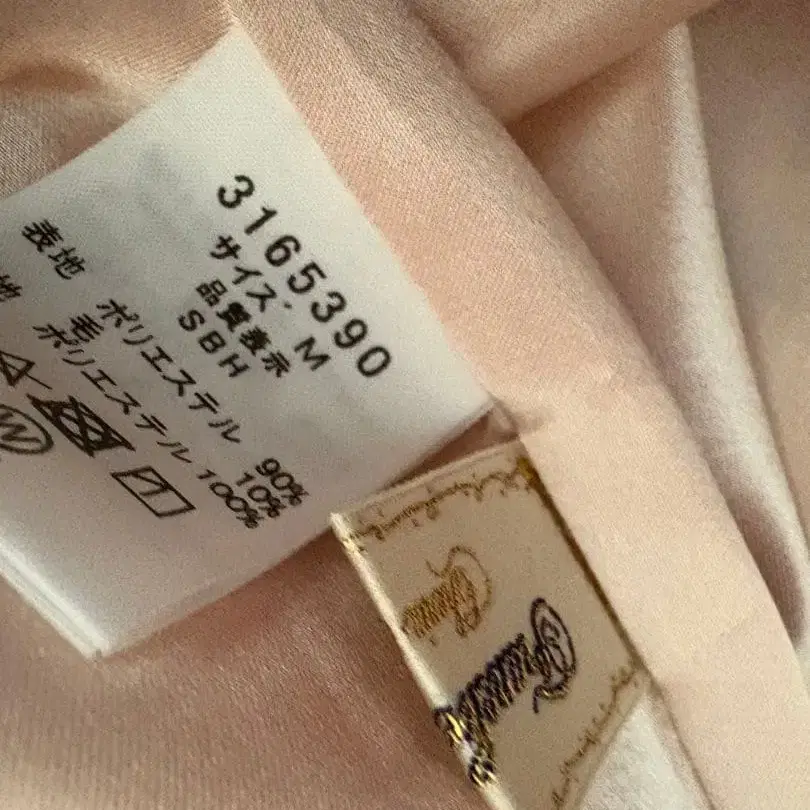 3165390
サイズ M
品質表示
SBH
表地 ポリエステル 90%
毛 10%
地 ポリエステル 100%
W